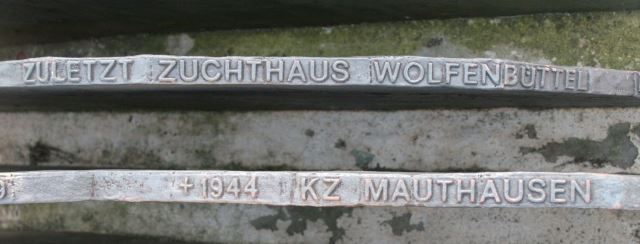 ZULETZT ZUCHTHAUS WOLFENBÜTTEL
+ 1944 KZ MAUTHAUSEN